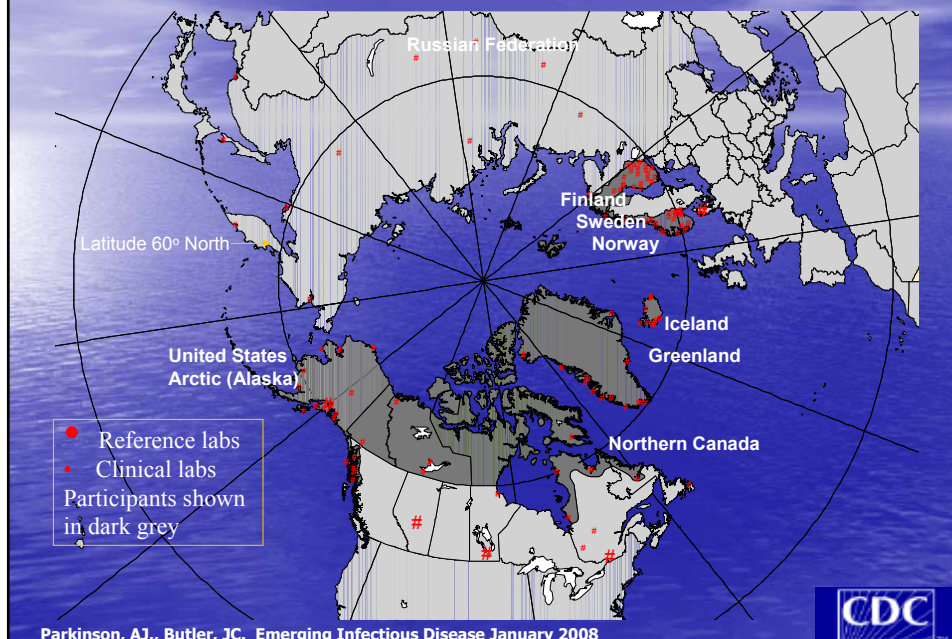 Russian Federation
Finland
Sweden
Norway
Latitude 60o North
Iceland
Greenland
United States
Arctic (Alaska)
Northern Canada
Reference labs
Clinical labs
Participants shown
in dark grey
CDC
Parkinson, AJ., Butler, JC. Emerging Infectious Disease January 2008